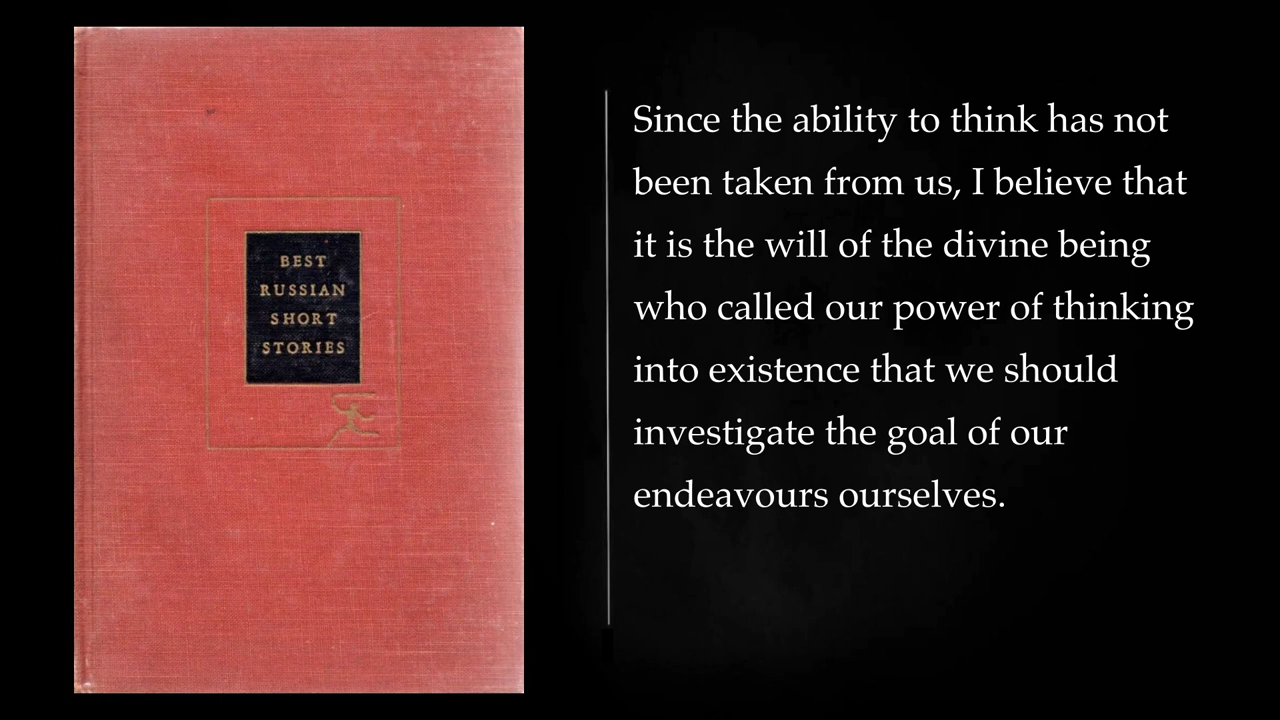 BEST
RUSSIAN
SHORT
STORIES
Since the ability to think has not
been taken from us, I believe that
it is the will of the divine being
who called our power of thinking
into existence that we should
investigate the goal of our
endeavours ourselves.